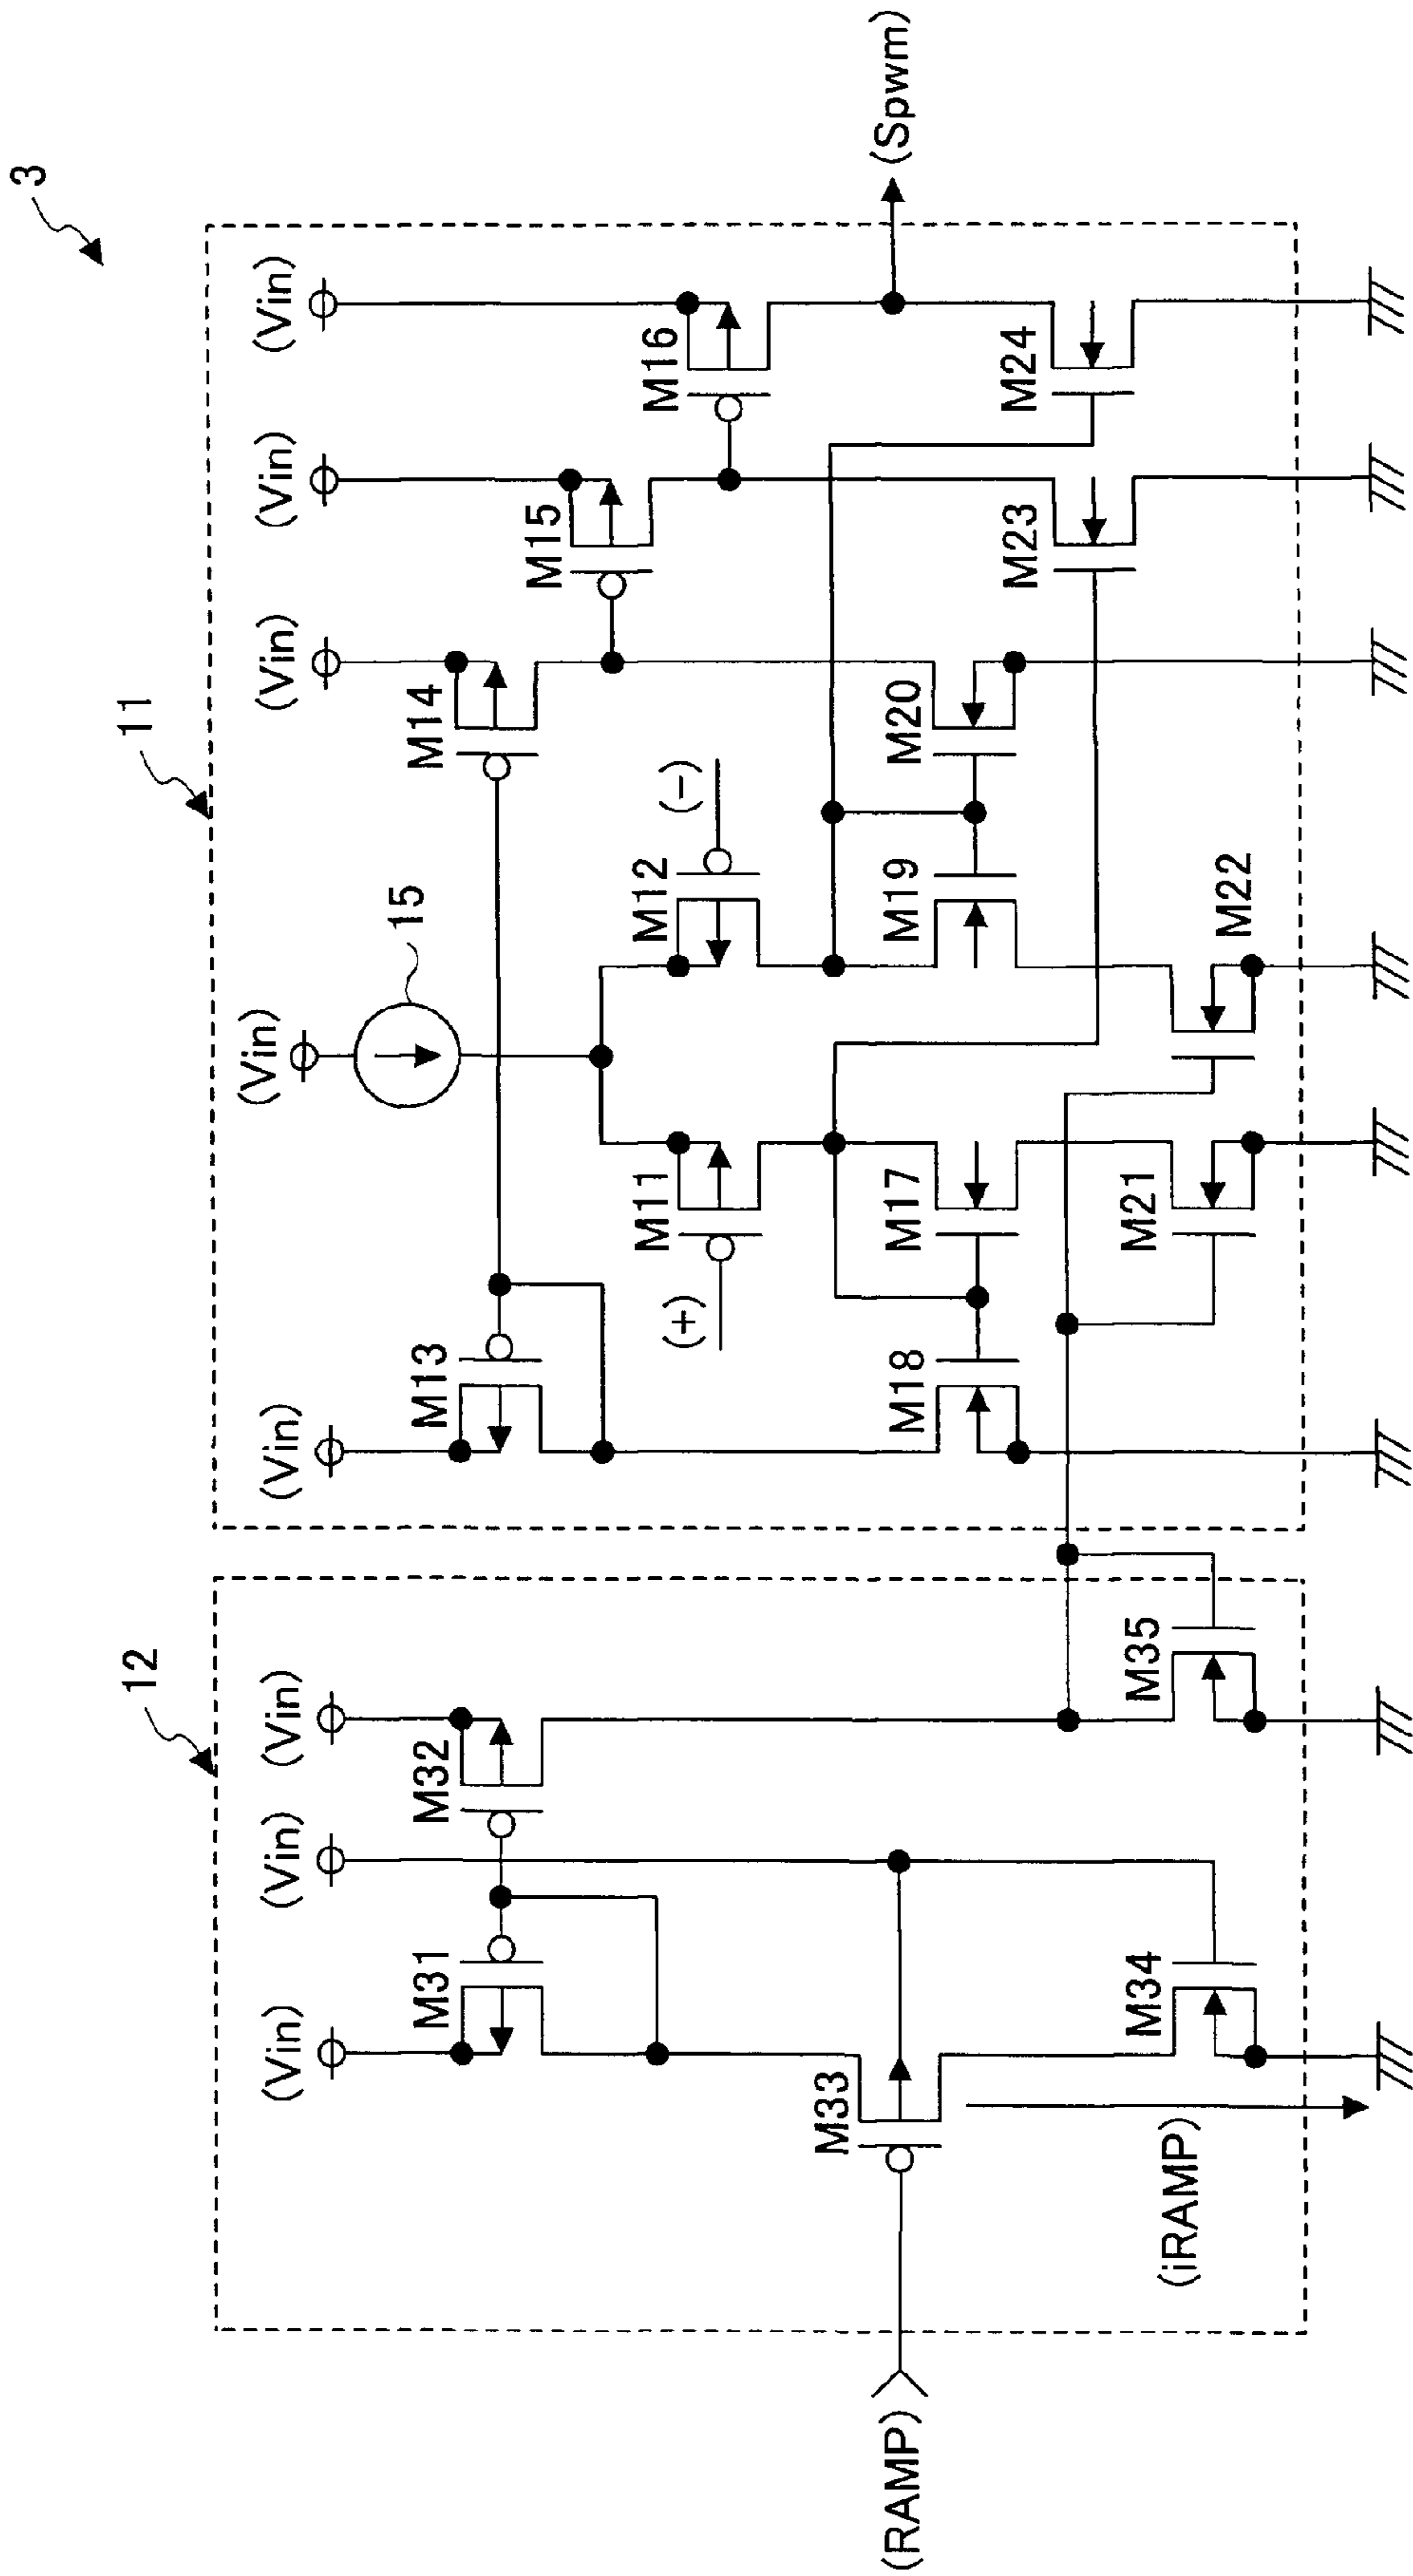 3
11
12
(Vin)
(Vin)
(Vin)
(Vin)
(Vin)
(Vin)
(Vin)
(Vin)
15
M31
M32
M13
M14
M15
M16
M11
M12
(+)
(-)
M33
M18
M17
M19
M20
M23
M24
M34
M35
M21
M22
(RAMP)
(iRAMP)
(Spwm)